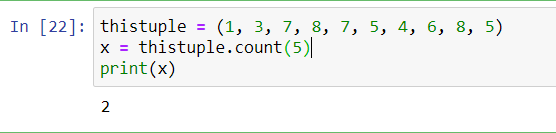 In [22]: thistuple = (1, 3, 7, 8, 7, 5, 4, 6, 8, 5)
x = thistuple.count(5)
print(x)
2